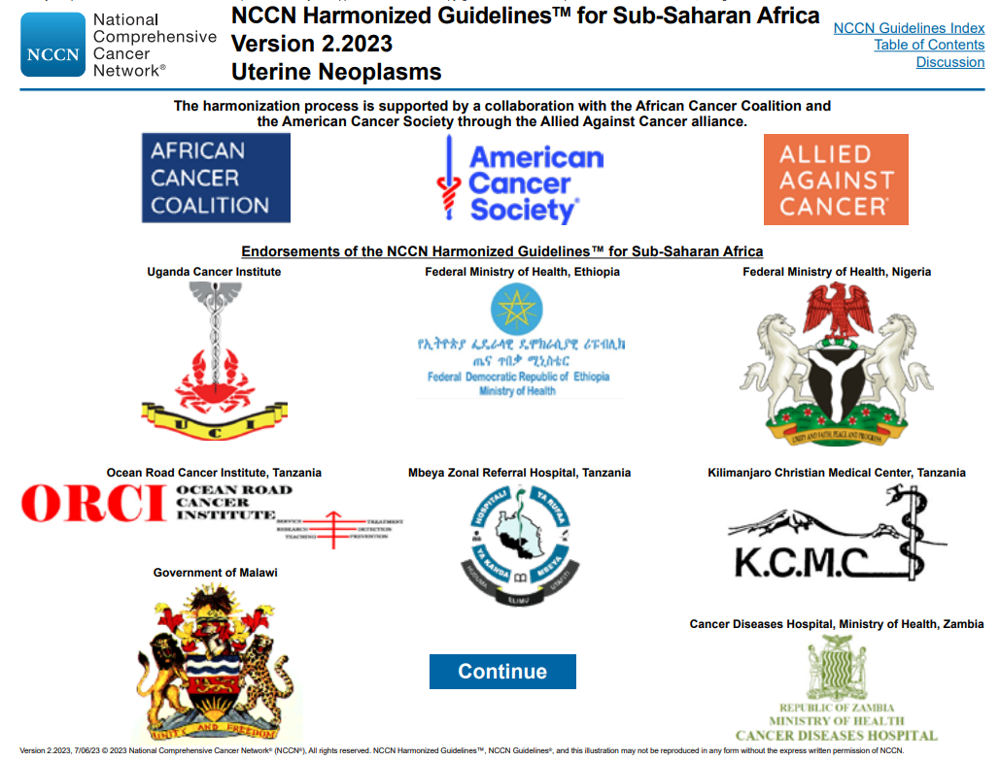 National
Comprehensive
Cancer
Network®
NCCN
NCCN Harmonized Guidelines™ for Sub-Saharan Africa
Version 2.2023
Uterine Neoplasms
NCCN Guidelines Index
Table of Contents
Discussion
The harmonization process is supported by a collaboration with the African Cancer Coalition and
the American Cancer Society through the Allied Against Cancer alliance.
AFRICAN
CANCER
COALITION
American
Cancer
Society®
ALLIED
AGAINST
CANCER®
Endorsements of the NCCN Harmonized Guidelines™ for Sub-Saharan Africa
Uganda Cancer Institute
U C I
Federal Ministry of Health, Ethiopia
የኢትዮጵያ ፌዴራላዊ ዴሞክራሲያዊ ሪፐብሊክ
ጤና ጥበቃ ሚኒስቴር
Federal Democratic Republic of Ethiopia
Ministry of Health
Federal Ministry of Health, Nigeria
UNITY AND FAITH, PEACE AND PROGRESS
Ocean Road Cancer Institute, Tanzania
ORCI
OCEAN ROAD
CANCER
INSTITUTE
SERVICE TREATMENT
RESEARCH DETECTION
TEACHING PREVENTION
Mbeya Zonal Referral Hospital, Tanzania
HOSPITALI
YA RUFAA
YA KANDA
MBEYA
HUDUMA
ELIMU
UTAFITI
Kilimanjaro Christian Medical Center, Tanzania
K.C.M.C
Government of Malawi
UNITY AND FREEDOM
Continue
Cancer Diseases Hospital, Ministry of Health, Zambia
REPUBLIC OF ZAMBIA
MINISTRY OF HEALTH
CANCER DISEASES HOSPITAL
Version 2.2023, 7/06/23 © 2023 National Comprehensive Cancer Network® (NCCN®), All rights reserved. NCCN Harmonized Guidelines™, NCCN Guidelines®, and this illustration may not be reproduced in any form without the express written permission of NCCN.